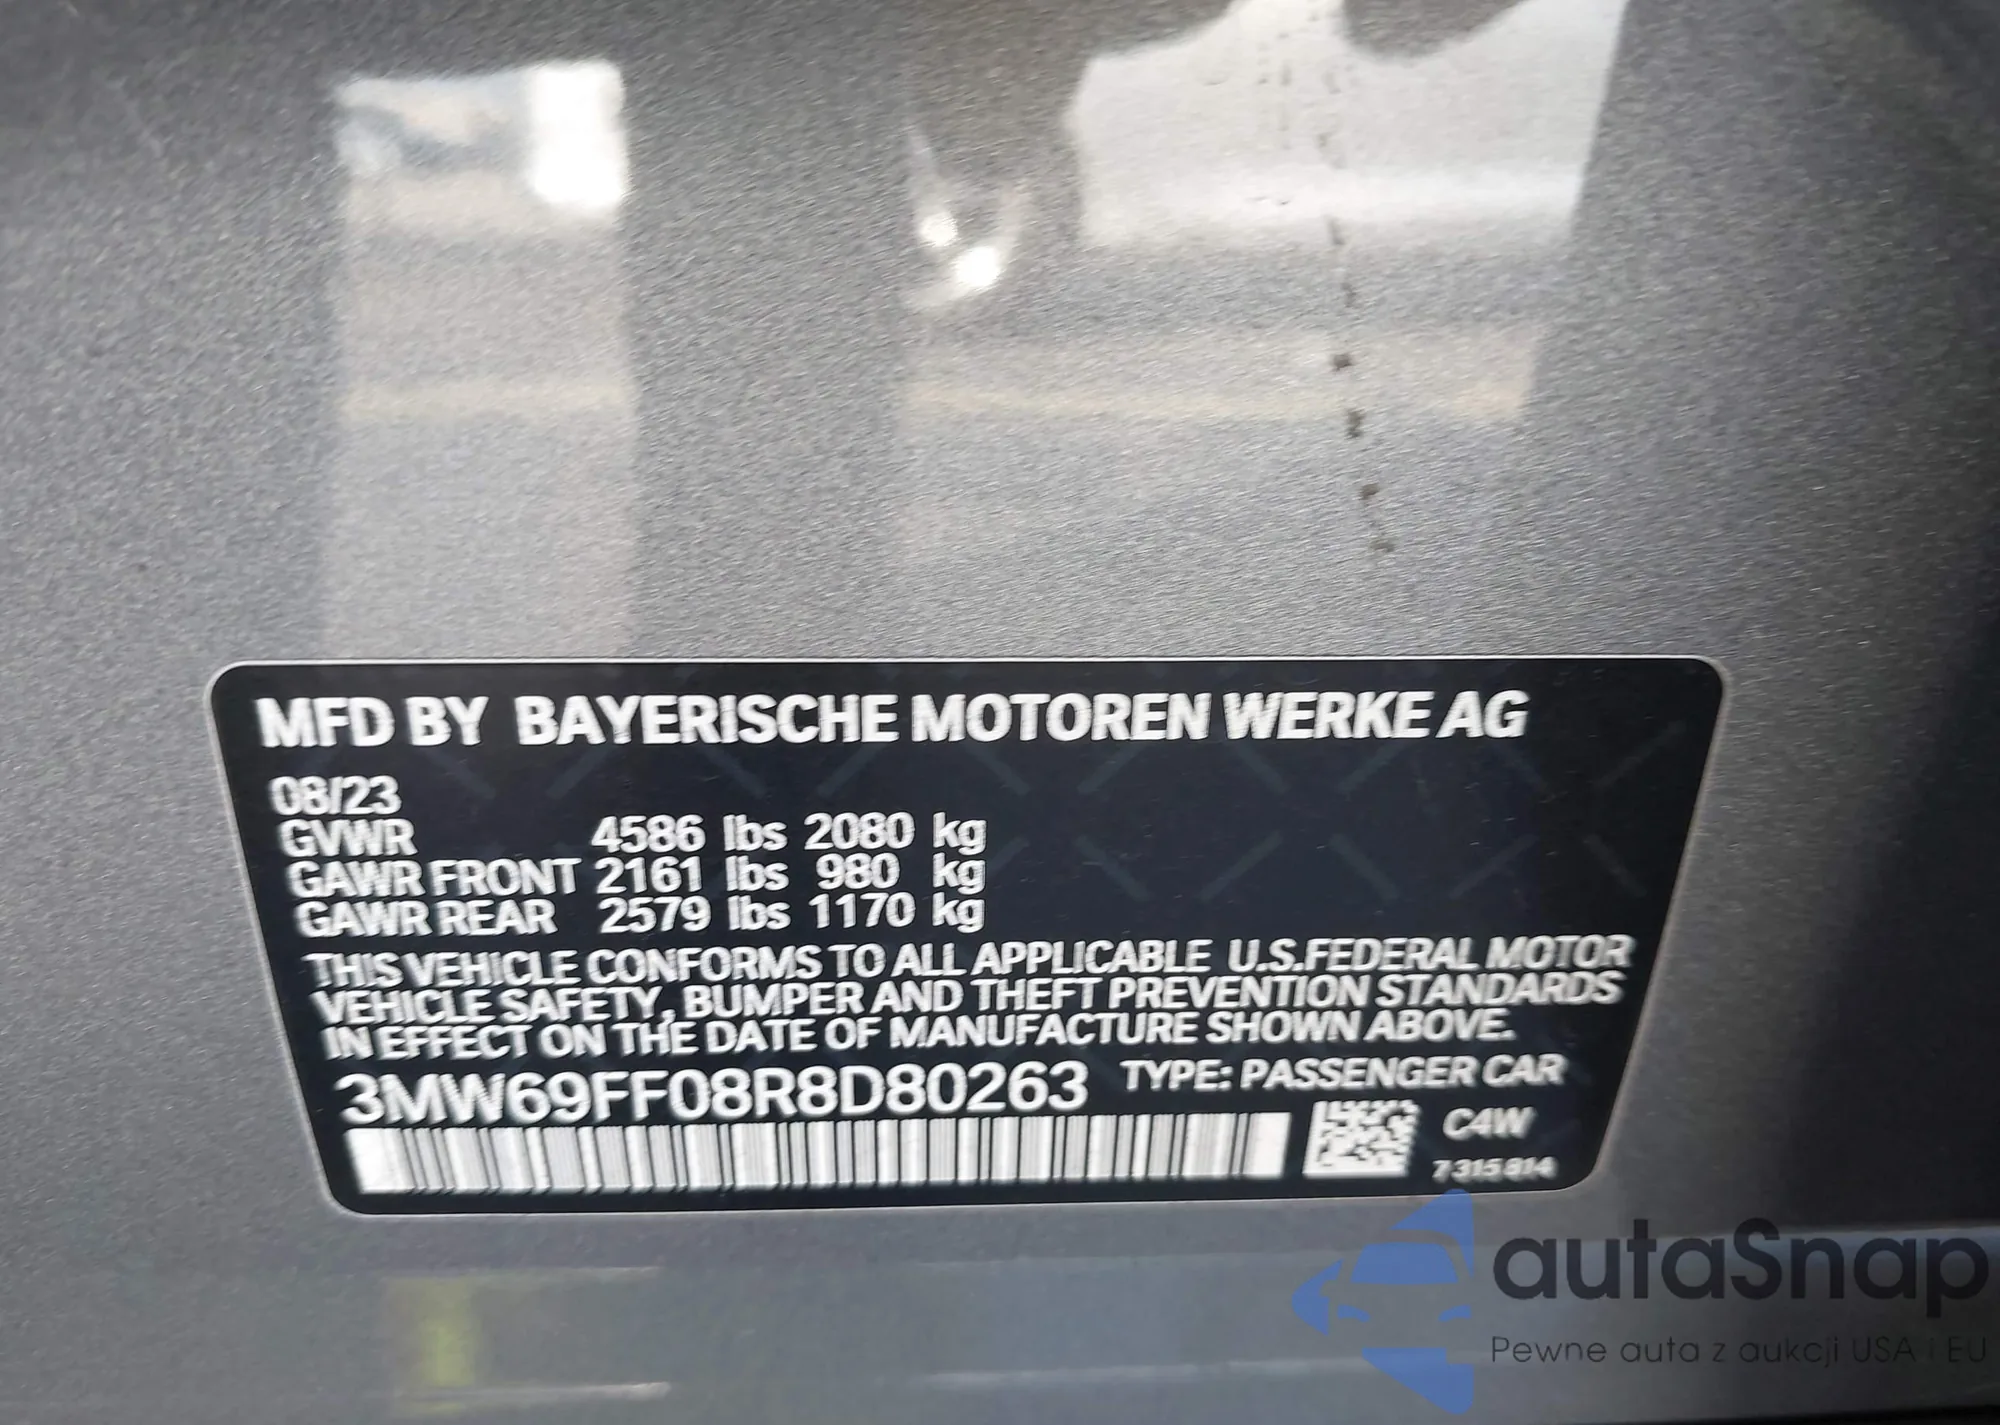 MFD BY BAYERISCHE MOTOREN WERKE AG
08/23
GVWR 4586 lbs 2080 kg
GAWR FRONT 2161 lbs 980 kg
GAWR REAR 2579 lbs 1170 kg
THIS VEHICLE CONFORMS TO ALL APPLICABLE U.S.FEDERAL MOTOR
VEHICLE SAFETY, BUMPER AND THEFT PREVENTION STANDARDS
IN EFFECT ON THE DATE OF MANUFACTURE SHOWN ABOVE.
3MW69FF08R8D80263 TYPE: PASSENGER CAR
C4W
7315814
autaSnap
Pewne auta z aukcji USA i EU